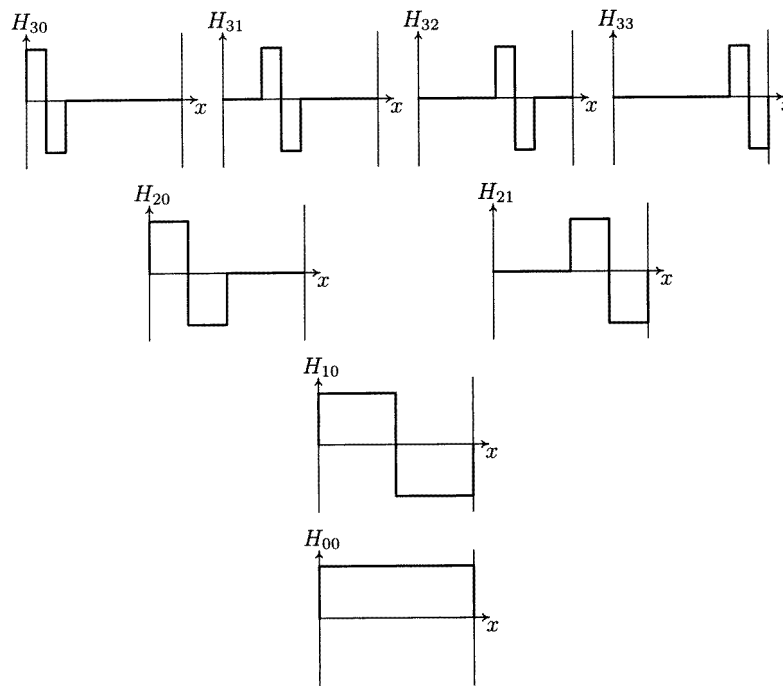 H₃₀ H₃₁ H₃₂ H₃₃
x x x
H₂₀ H₂₁
x x
H₁₀
x
H₀₀
x